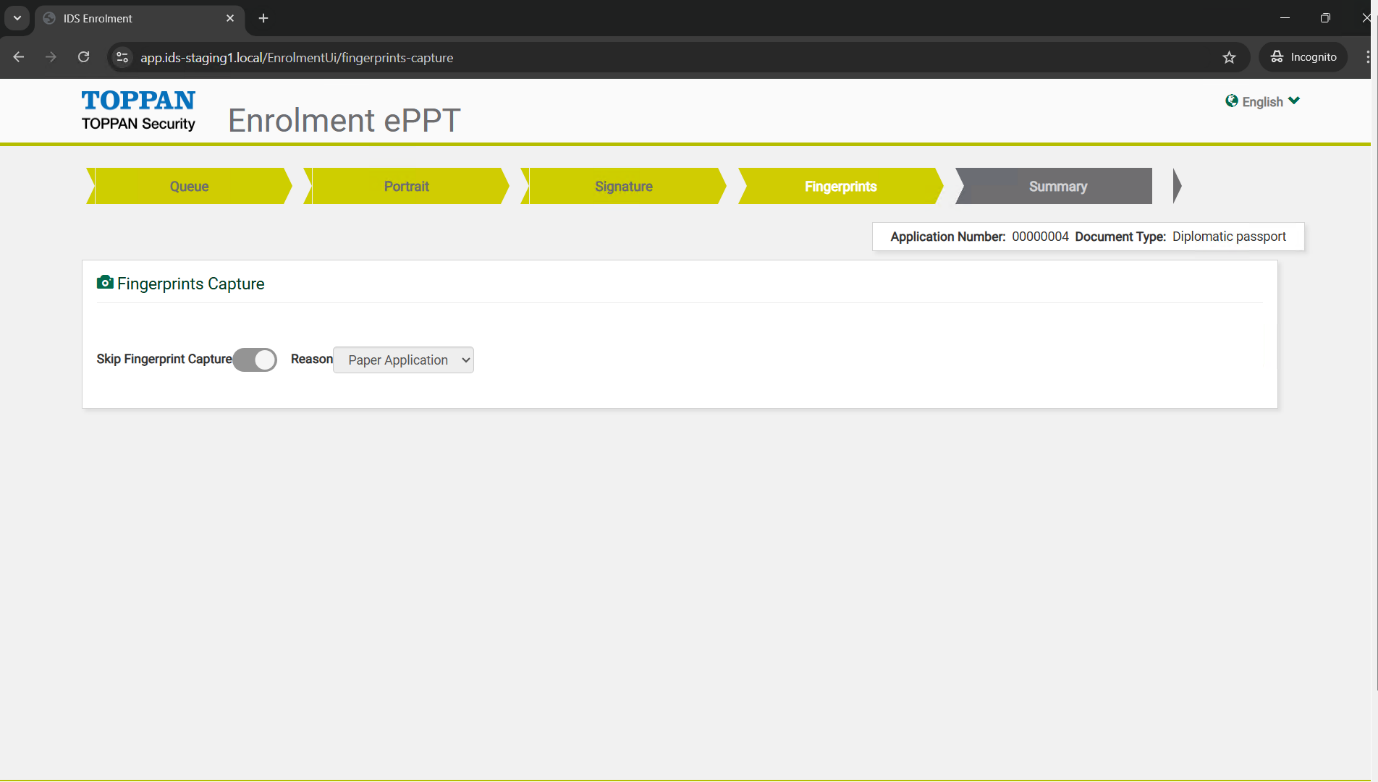 IDS Enrolment
app.ids-staging1.local/EnrolmentUi/fingerprints-capture
Incognito
TOPPAN
TOPPAN Security
Enrolment ePPT
English
Queue
Portrait
Signature
Fingerprints
Summary
Application Number: 00000004 Document Type: Diplomatic passport
Fingerprints Capture
Skip Fingerprint Capture Reason Paper Application